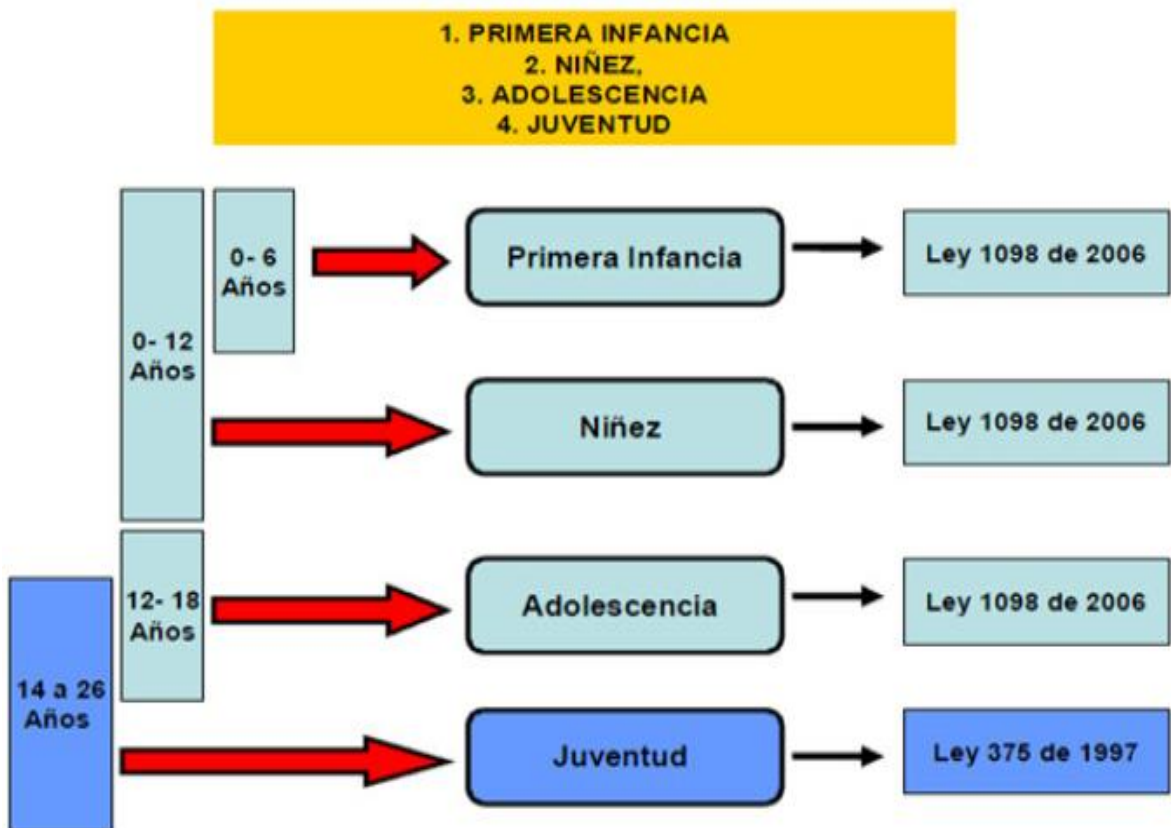 1. PRIMERA INFANCIA
2. NIÑEZ,
3. ADOLESCENCIA
4. JUVENTUD
0- 6
Años
Primera Infancia
Ley 1098 de 2006
0- 12
Años
Niñez
Ley 1098 de 2006
12- 18
Años
Adolescencia
Ley 1098 de 2006
14 a 26
Años
Juventud
Ley 375 de 1997